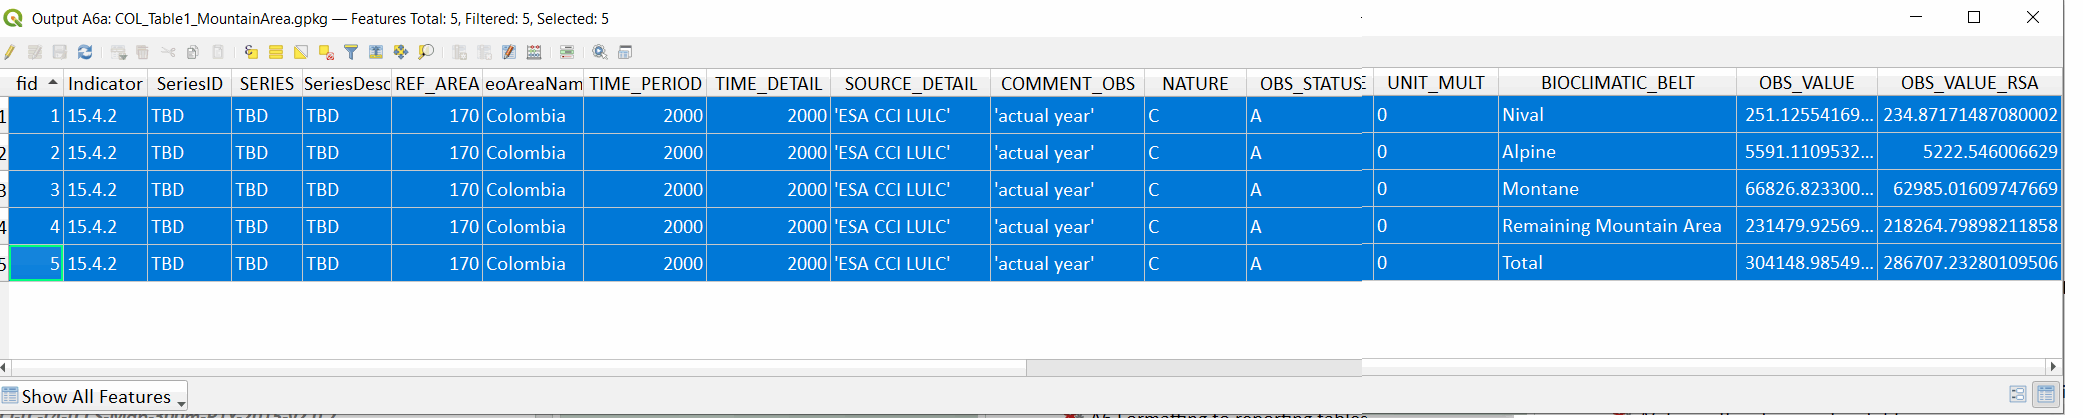 Output A6a: COL_Table1_MountainArea.gpkg — Features Total: 5, Filtered: 5, Selected: 5
fid Indicator SeriesID SERIES SeriesDesc REF_AREA eoAreaNam TIME_PERIOD TIME_DETAIL SOURCE_DETAIL COMMENT_OBS NATURE OBS_STATUS UNIT_MULT BIOCLIMATIC_BELT OBS_VALUE OBS_VALUE_RSA
1 1 15.4.2 TBD TBD TBD 170 Colombia 2000 2000 'ESA CCI LULC' 'actual year' C A 0 Nival 251.12554169... 234.87171487080002
2 2 15.4.2 TBD TBD TBD 170 Colombia 2000 2000 'ESA CCI LULC' 'actual year' C A 0 Alpine 5591.1109532... 5222.546006629
3 3 15.4.2 TBD TBD TBD 170 Colombia 2000 2000 'ESA CCI LULC' 'actual year' C A 0 Montane 66826.823300... 62985.01609747669
4 4 15.4.2 TBD TBD TBD 170 Colombia 2000 2000 'ESA CCI LULC' 'actual year' C A 0 Remaining Mountain Area 231479.92569... 218264.79898211858
5 5 15.4.2 TBD TBD TBD 170 Colombia 2000 2000 'ESA CCI LULC' 'actual year' C A 0 Total 304148.98549... 286707.23280109506
Show All Features